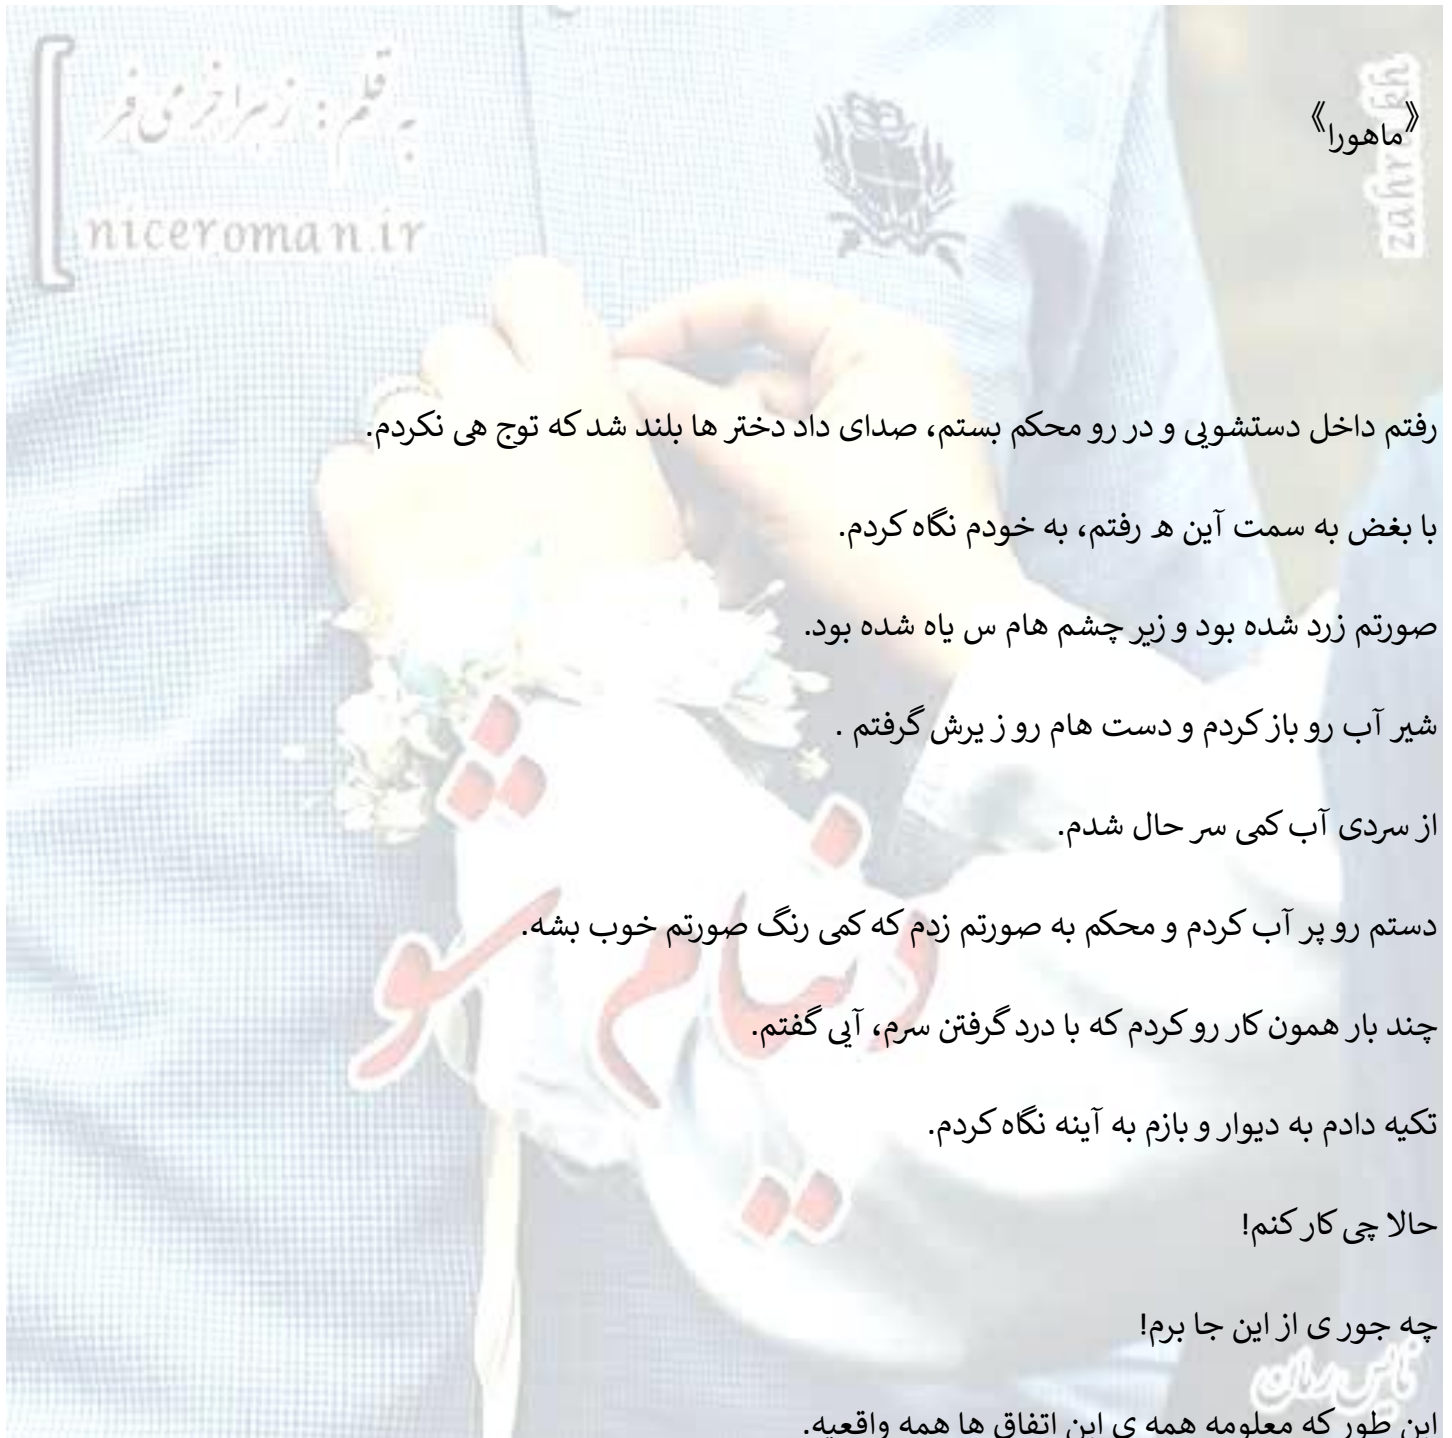 به قلم : زهرا خرمی فر
niceroman.ir
zahra kh
《ماهورا》
رفتم داخل دستشویی و در رو محکم بستم، صدای داد دختر ها بلند شد که توج هی نکردم.
با بغض به سمت آین ه رفتم، به خودم نگاه کردم.
صورتم زرد شده بود و زیر چشم هام س یاه شده بود.
شیر آب رو باز کردم و دست هام رو ز یرش گرفتم .
از سردی آب کمی سر حال شدم.
دستم رو پر آب کردم و محکم به صورتم زدم که کمی رنگ صورتم خوب بشه.
چند بار همون کار رو کردم که با درد گرفتن سرم، آیی گفتم.
تکیه دادم به دیوار و بازم به آینه نگاه کردم.
حالا چی کار کنم!
چه جور ی از این جا برم!
این طور که معلومه همه ی این اتفاق ها همه واقعیه.
دنیام شو
نایس رمان